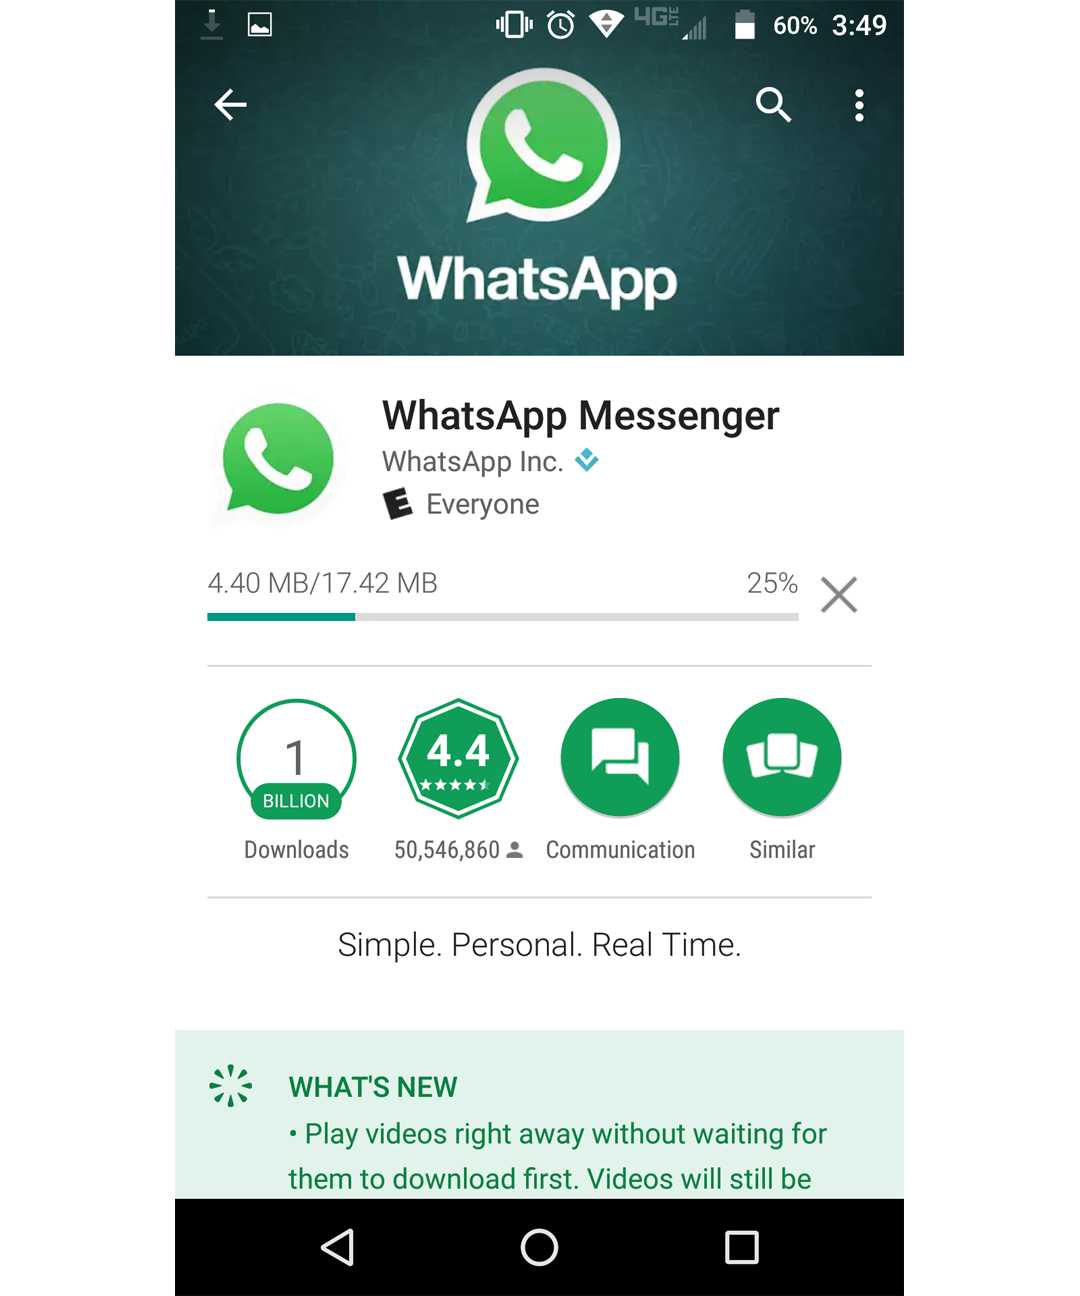 4G LTE 60% 3:49
WhatsApp
WhatsApp Messenger
WhatsApp Inc.
E Everyone
4.40 MB/17.42 MB 25%
1
BILLION
4.4
Downloads 50,546,860 Communication Similar
Simple. Personal. Real Time.
WHAT'S NEW
• Play videos right away without waiting for
them to download first. Videos will still be